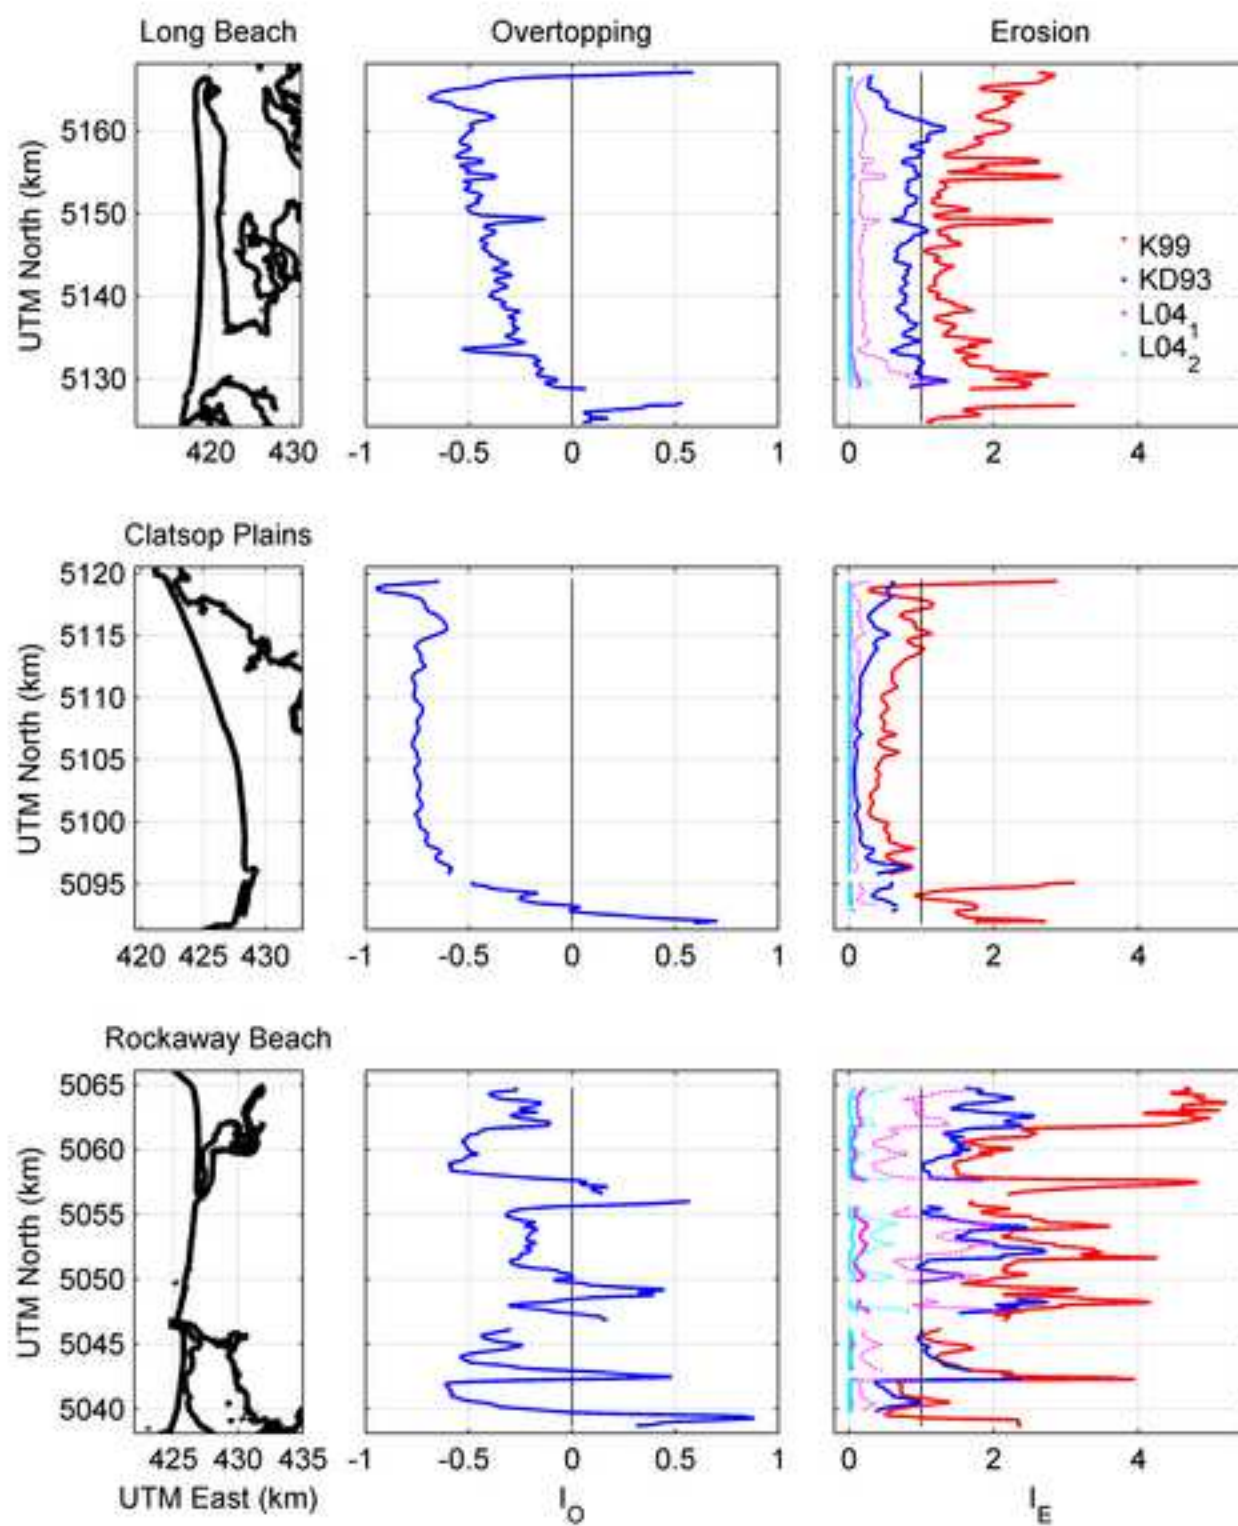 Long Beach
Overtopping
Erosion
UTM North (km)
5160
5150
5140
5130
420 430
-1 -0.5 0 0.5 1
0 2 4
K99
KD93
L04₁
L04₂
Clatsop Plains
UTM North (km)
5120
5115
5110
5105
5100
5095
420 425 430
-1 -0.5 0 0.5 1
0 2 4
Rockaway Beach
UTM North (km)
5065
5060
5055
5050
5045
5040
425 430 435
-1 -0.5 0 0.5 1
0 2 4
UTM East (km)
I_O
I_E